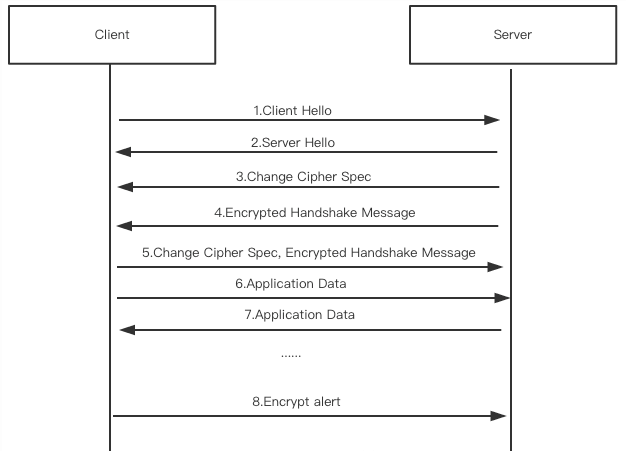 Client
Server
1.Client Hello
2.Server Hello
3.Change Cipher Spec
4.Encrypted Handshake Message
5.Change Cipher Spec, Encrypted Handshake Message
6.Application Data
7.Application Data
......
8.Encrypt alert